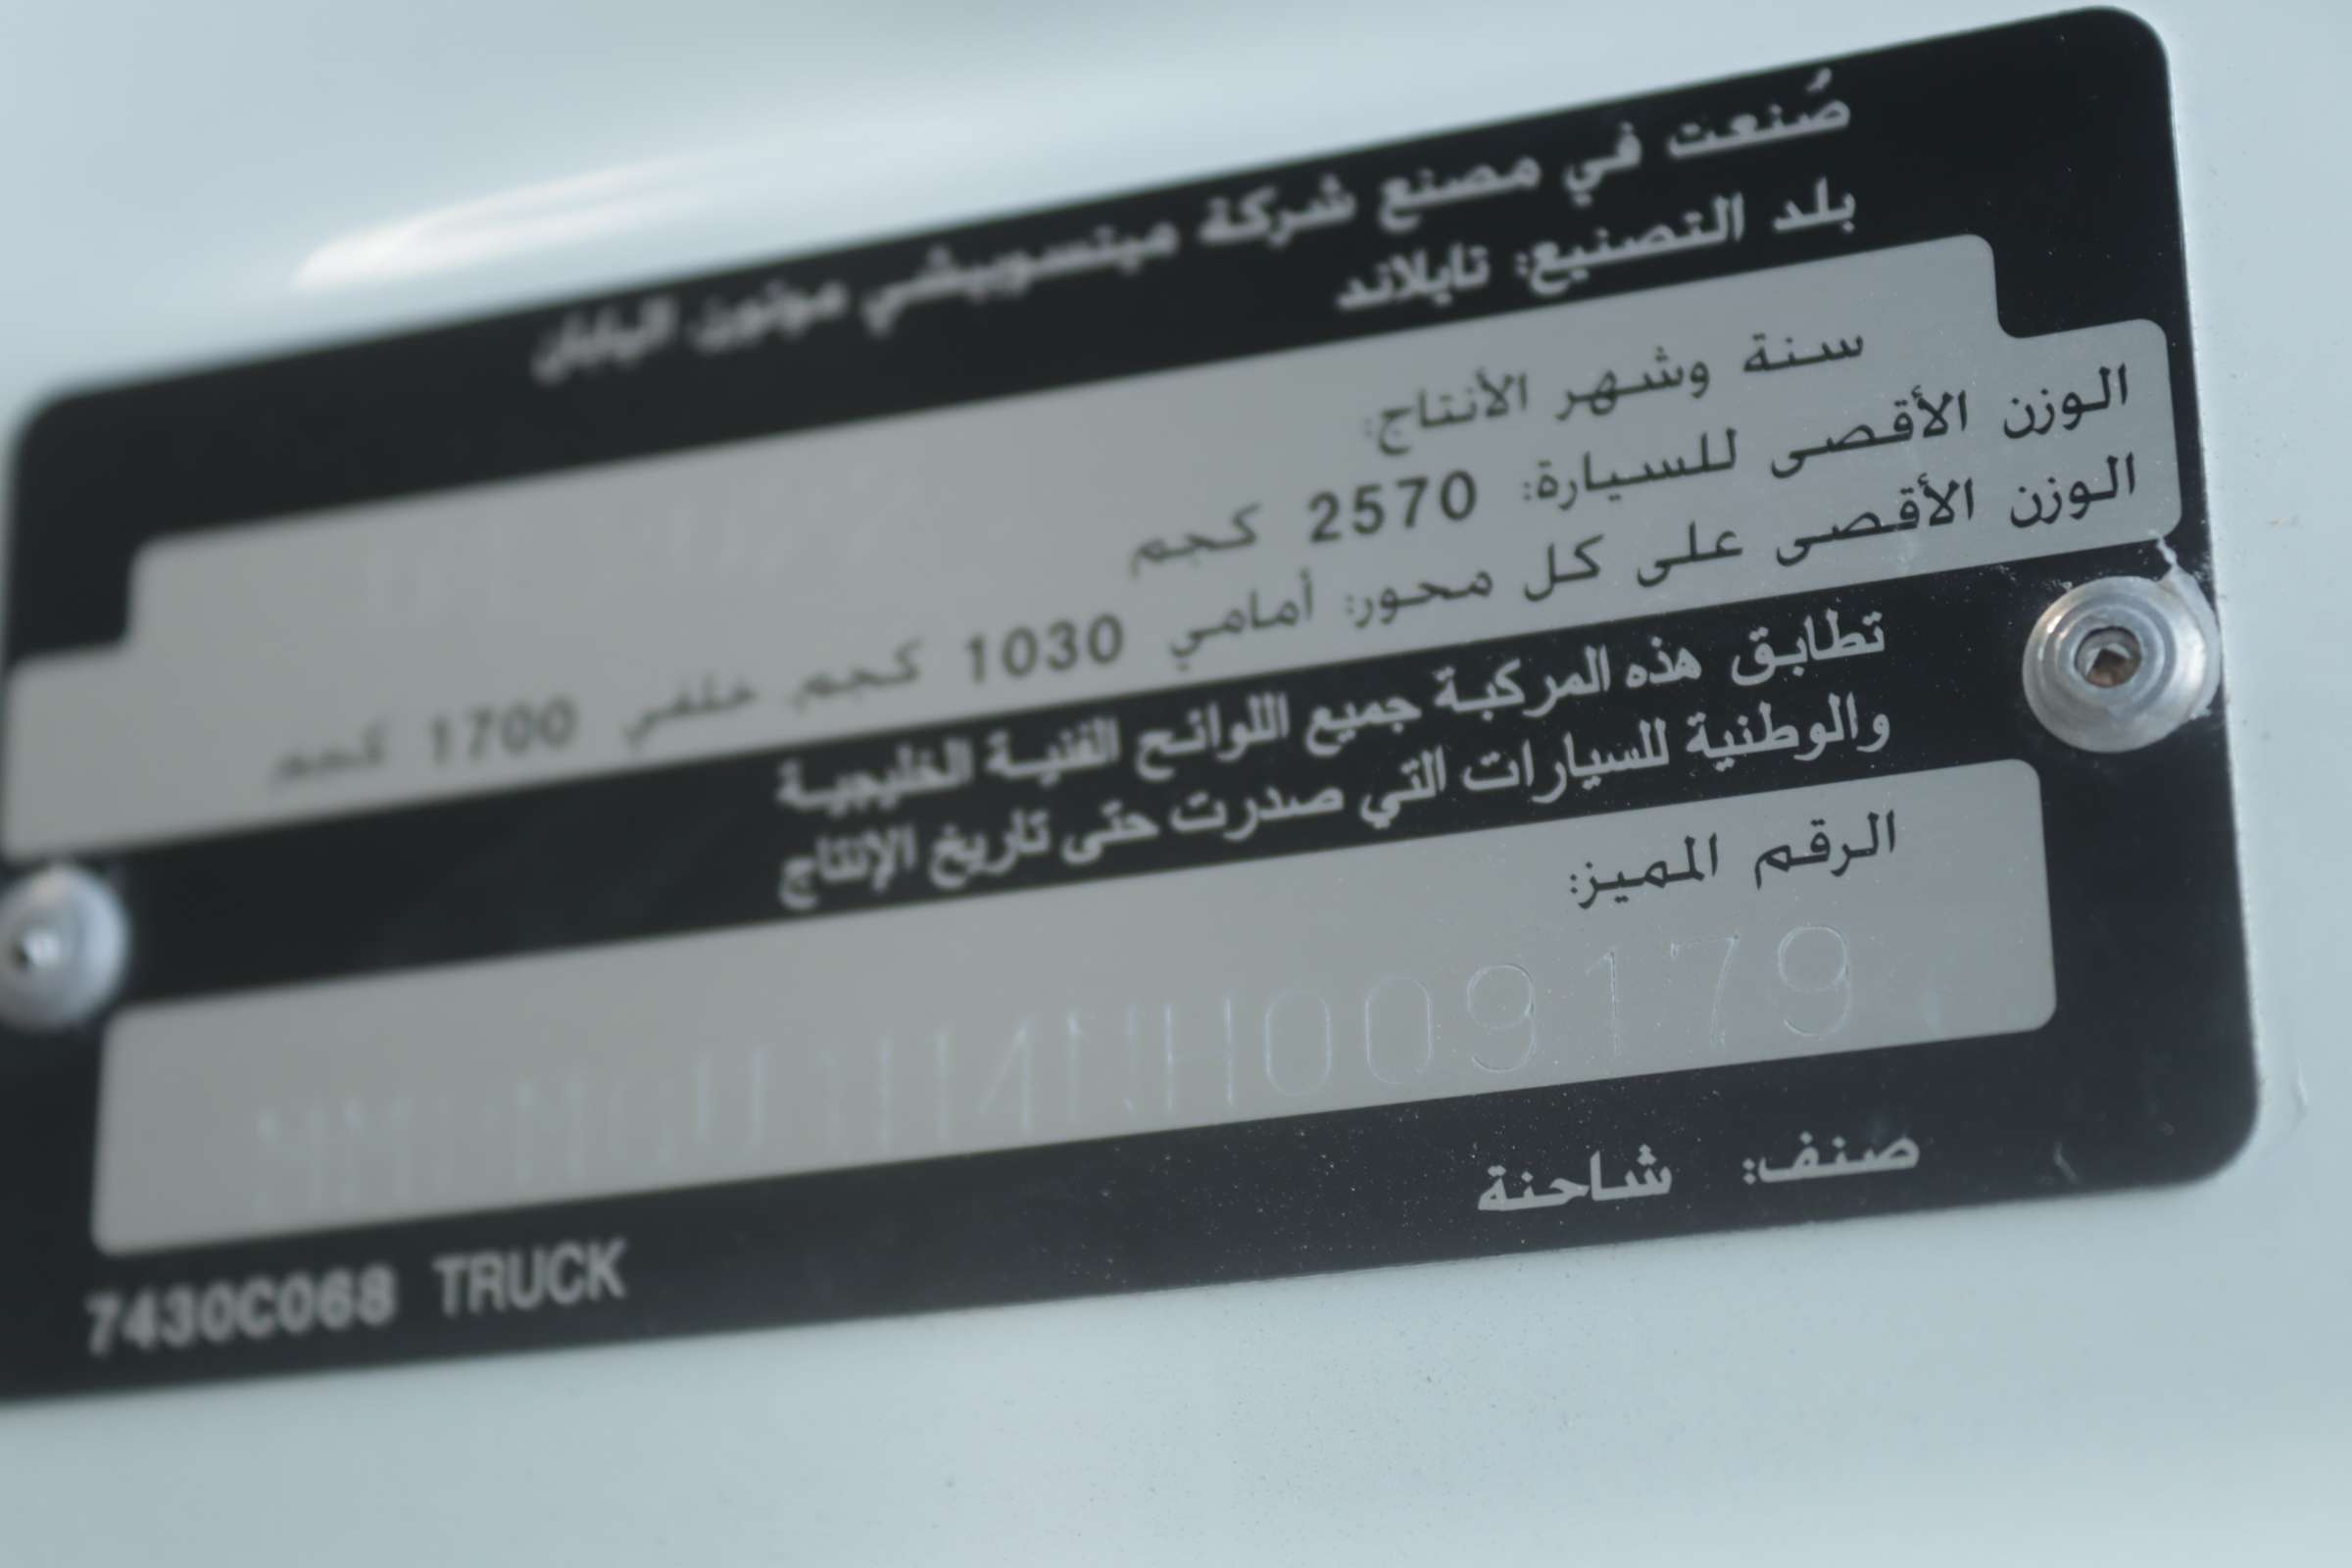 صُنعت في مصنع شركة ميتسوبيشي موتورز اليابان
بلد التصنيع: تايلاند
سنة وشهر الأنتاج:
الوزن الأقصى للسيارة: 2570 كجم
الوزن الأقصى على كل محور: أمامي 1030 كجم خلفي 1700 كجم
تطابق هذه المركبة جميع اللوائح الفنية الخليجية
والوطنية للسيارات التي صدرت حتى تاريخ الإنتاج
الرقم المميز:
صنف: شاحنة
7430C068 TRUCK